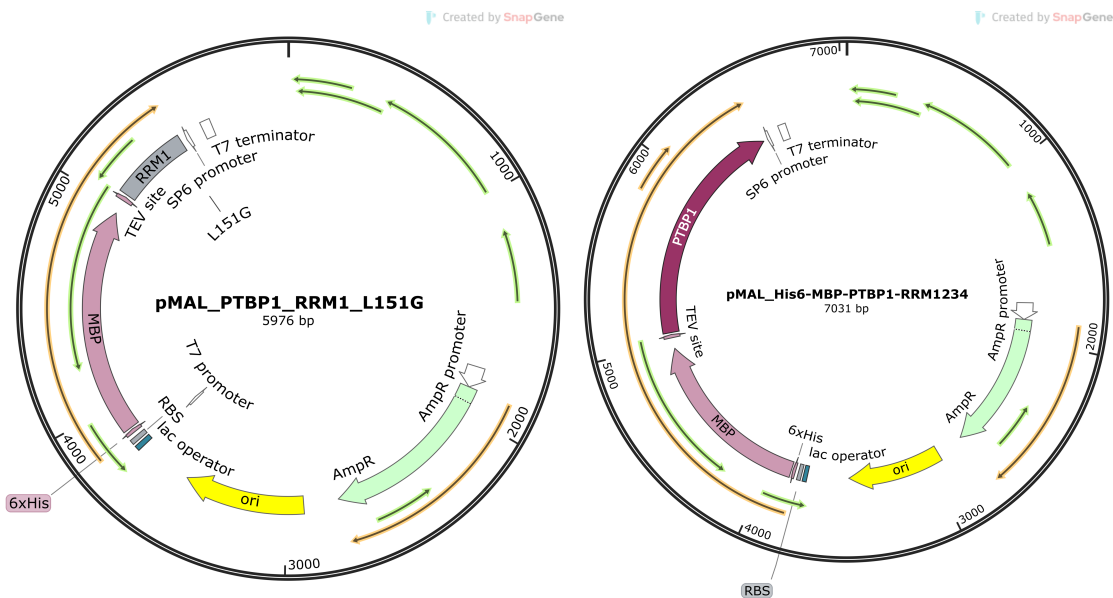 Created by SnapGene
1000
2000
3000
4000
5000
T7 terminator
SP6 promoter
L151G
RRM1
TEV site
MBP
pMAL_PTBP1_RRM1_L151G
5976 bp
T7 promoter
RBS
lac operator
6xHis
ori
AmpR
AmpR promoter
Created by SnapGene
7000
1000
2000
3000
4000
5000
6000
T7 terminator
SP6 promoter
PTBP1
TEV site
MBP
pMAL_His6-MBP-PTBP1-RRM1234
7031 bp
6xHis
lac operator
RBS
ori
AmpR
AmpR promoter